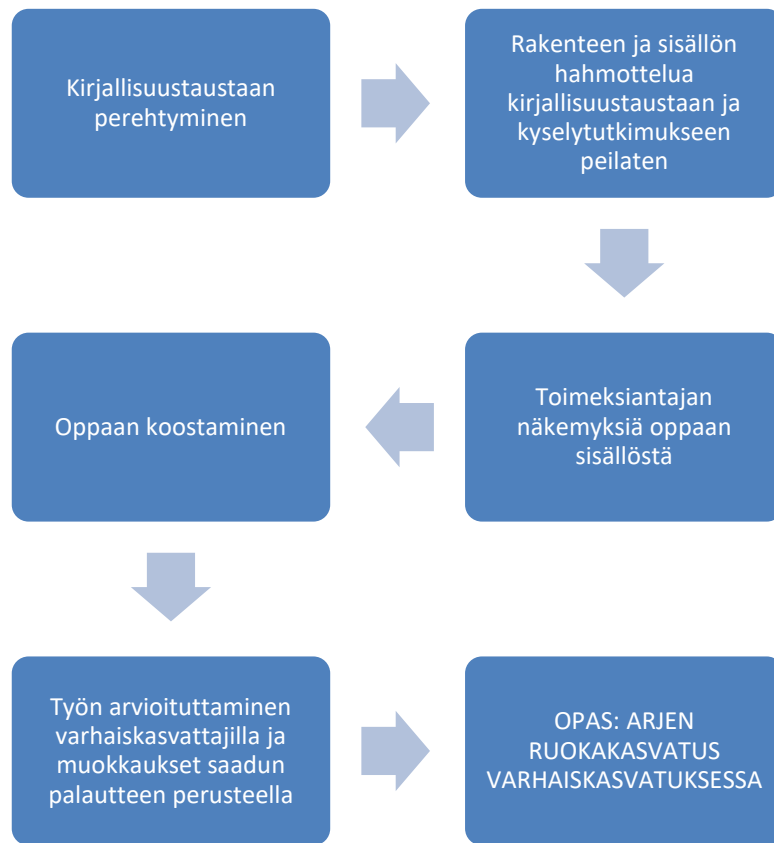 Kirjallisuustaustaan
perehtyminen
Rakenteen ja sisällön
hahmottelua
kirjallisuustaustaan ja
kyselytutkimukseen
peilaten
Toimeksiantajan
näkemyksiä oppaan
sisällöstä
Oppaan koostaminen
Työn arvioituttaminen
varhaiskasvattajilla ja
muokkaukset saadun
palautteen perusteella
OPAS: ARJEN
RUOKAKASVATUS
VARHAISKASVATUKSESSA